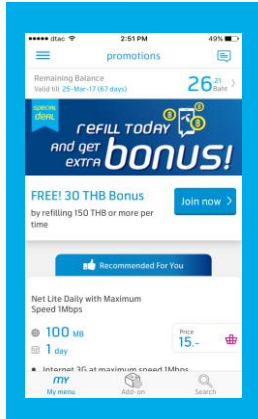 dtac 2:51 PM 49%
promotions
Remaining Balance
Valid till 25-Mar-17 (67 days)
26.21
Baht
SPECIAL
DEAL
REFILL TODAY
AND GET
EXTRA BONUS!
FREE! 30 THB Bonus
by refilling 150 THB or more per
time
Join now
Recommended For You
Net Lite Daily with Maximum
Speed 1Mbps
100 MB
1 day
Price
15.-
Internet 3G at maximum speed 1Mbps
my
My menu
Add-on
Search